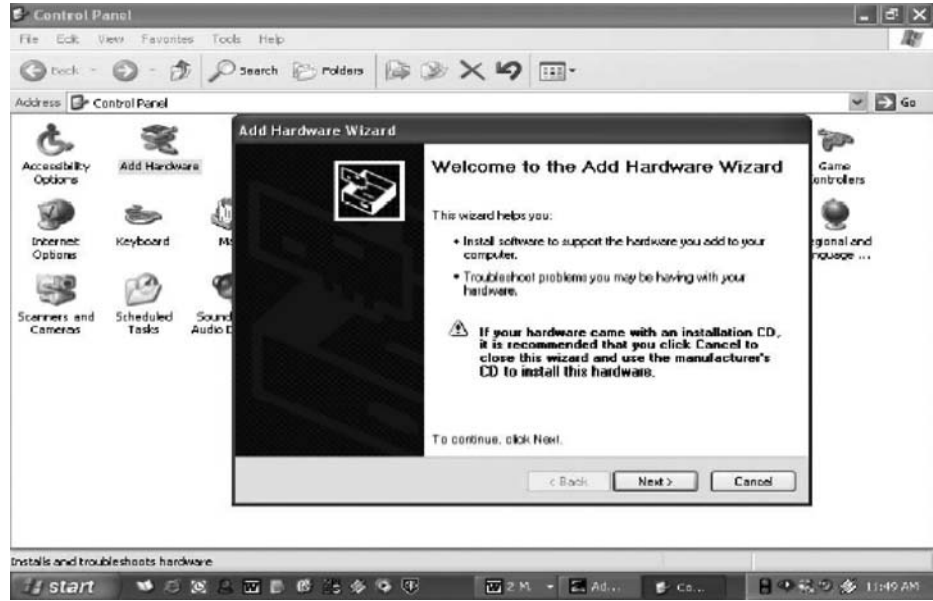 Control Panel
File Edit View Favorites Tools Help
Back Search Folders
Address Control Panel Go
Add Hardware Wizard
Accessibility
Options
Add Hardware
Game
ontrollers
Internet
Options
Keyboard
Mo
egional and
nguage ...
Scanners and
Cameras
Scheduled
Tasks
Sound
Audio D
Welcome to the Add Hardware Wizard
This wizard helps you:
• Install software to support the hardware you add to your
computer.
• Troubleshoot problems you may be having with your
hardware.
If your hardware came with an installation CD,
it is recommended that you click Cancel to
close this wizard and use the manufacturer's
CD to install this hardware.
To continue, click Next.
< Back Next > Cancel
Installs and troubleshoots hardware
start 2 M. Ad... Co... 11:49 AM